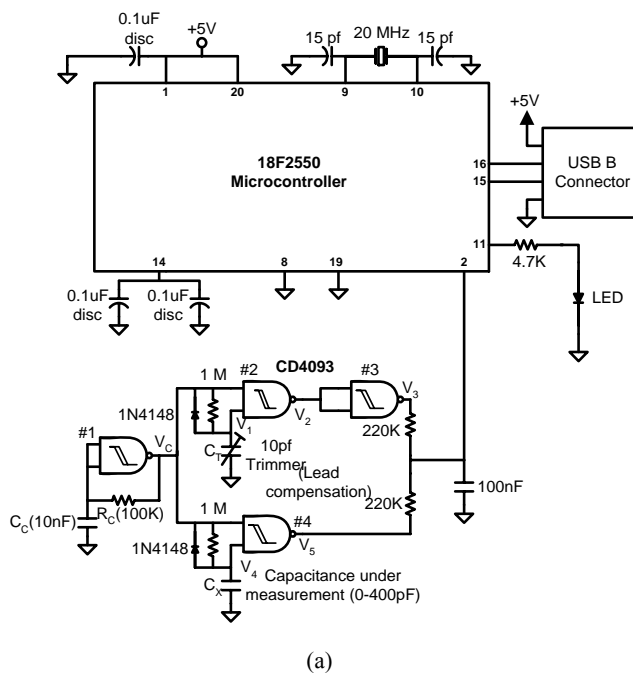 0.1uF
disc
+5V
15 pf
20 MHz
15 pf
1
20
9
10
18F2550
Microcontroller
+5V
16
15
USB B
Connector
11
4.7K
LED
14
8
19
2
0.1uF
disc
0.1uF
disc
CD4093
1 M
#2
#3
1N4148
V1
V2
V3
#1
VC
CT
10pf
Trimmer
(Lead
compensation)
220K
220K
100nF
RC(100K)
CC(10nF)
1 M
#4
1N4148
V5
V4
CX
Capacitance under
measurement (0-400pF)
(a)